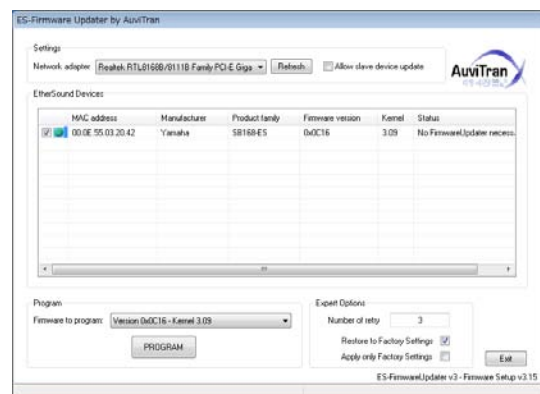 ES-Firmware Updater by AuviTran
Settings
Network adapter Realtek RTL8168B/8111B Family PCI-E Giga Refresh Allow slave device update
AuviTran
EtherSound Devices
MAC address Manufacturer Product family Firmware version Kernel Status
00.0E.55.03.20.42 Yamaha SB168-ES 0x0C16 3.09 No FirmwareUpdater necess.
Program
Firmware to program: Version 0x0C16 - Kernel 3.09
PROGRAM
Expert Options
Number of retry 3
Restore to Factory Settings
Apply only Factory Settings
Exit
ES-FirmwareUpdater v3 - Firmware Setup v3.15